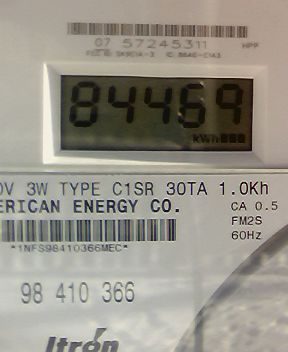 07 57245311 HPP
84469
kWh
0V 3W TYPE C1SR 30TA 1.0Kh
ERICAN ENERGY CO. CA 0.5
FM2S
*1NFS98410366MEC* 60Hz
98 410 366
Itron